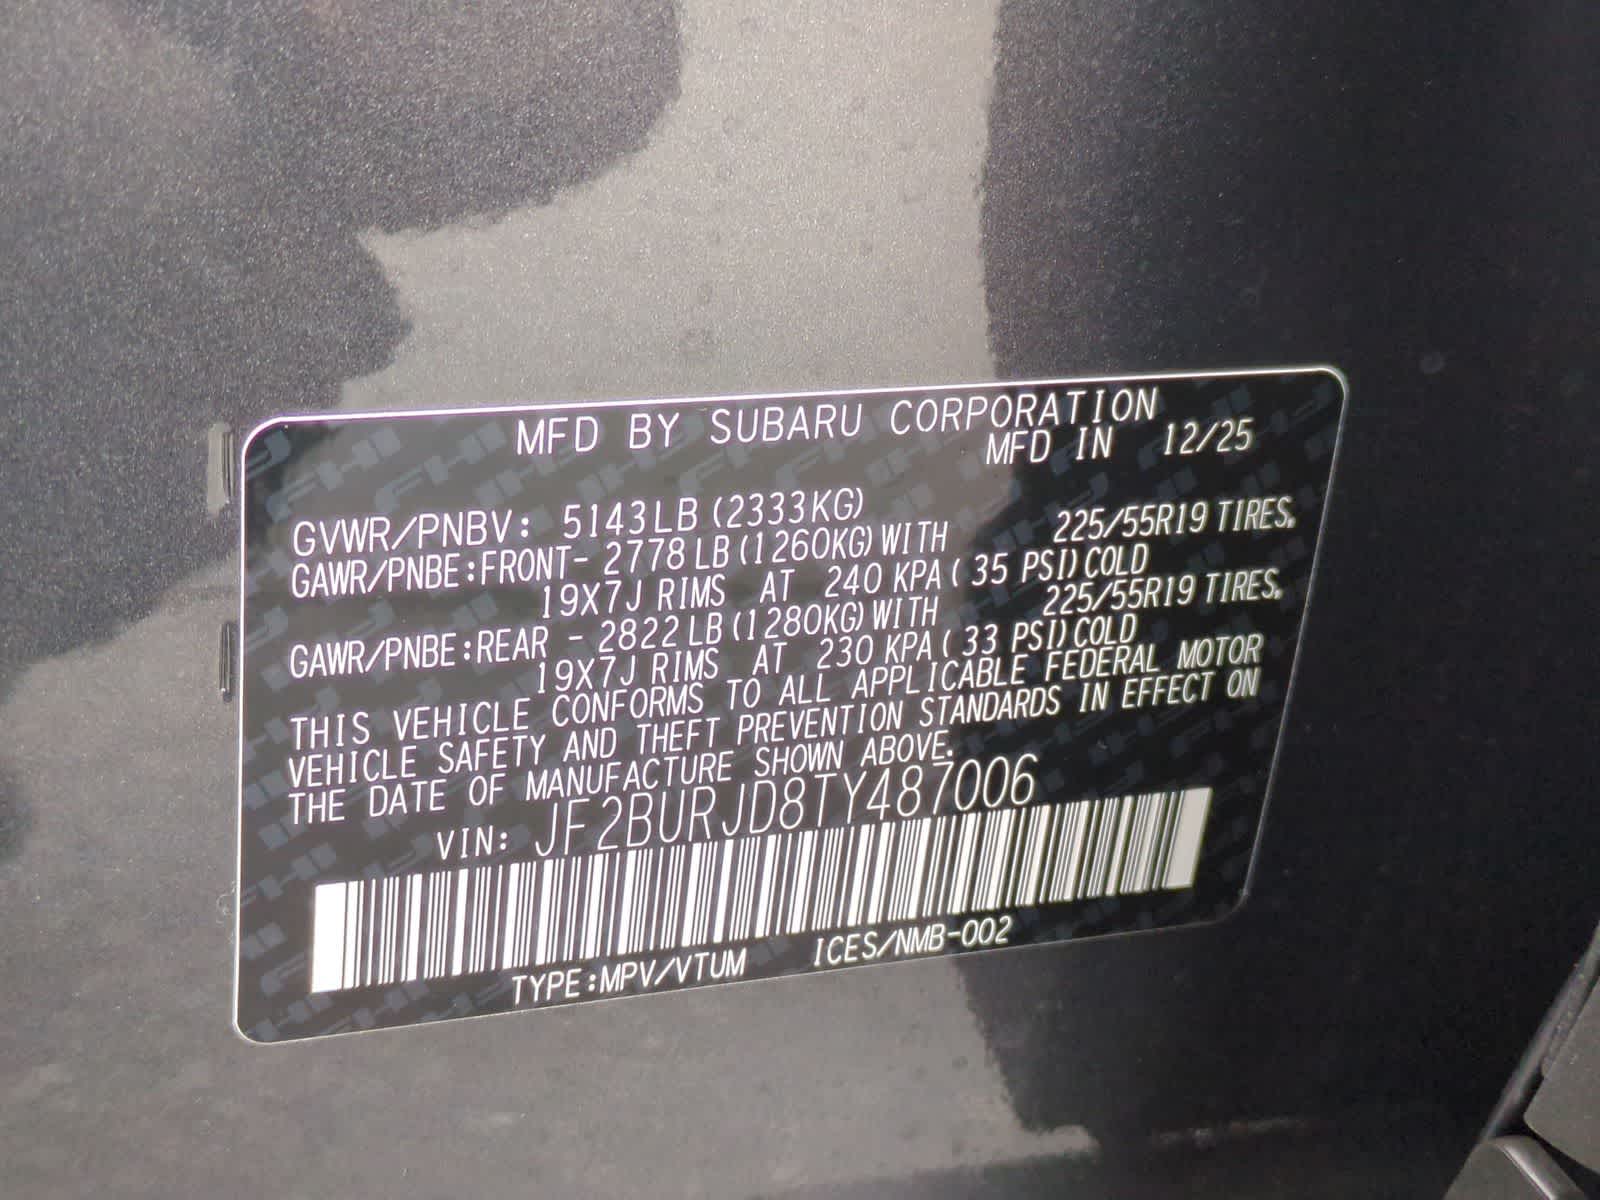 MFD BY SUBARU CORPORATION
MFD IN 12/25
GVWR/PNBV: 5143LB (2333KG)
GAWR/PNBE:FRONT- 2778 LB (1260KG) WITH 225/55R19 TIRES,
19X7J RIMS AT 240 KPA ( 35 PSI) COLD
GAWR/PNBE:REAR - 2822 LB (1280KG) WITH 225/55R19 TIRES,
19X7J RIMS AT 230 KPA ( 33 PSI) COLD
THIS VEHICLE CONFORMS TO ALL APPLICABLE FEDERAL MOTOR
VEHICLE SAFETY AND THEFT PREVENTION STANDARDS IN EFFECT ON
THE DATE OF MANUFACTURE SHOWN ABOVE.
VIN: JF2BURJD8TY487006
TYPE:MPV/VTUM ICES/NMB-002